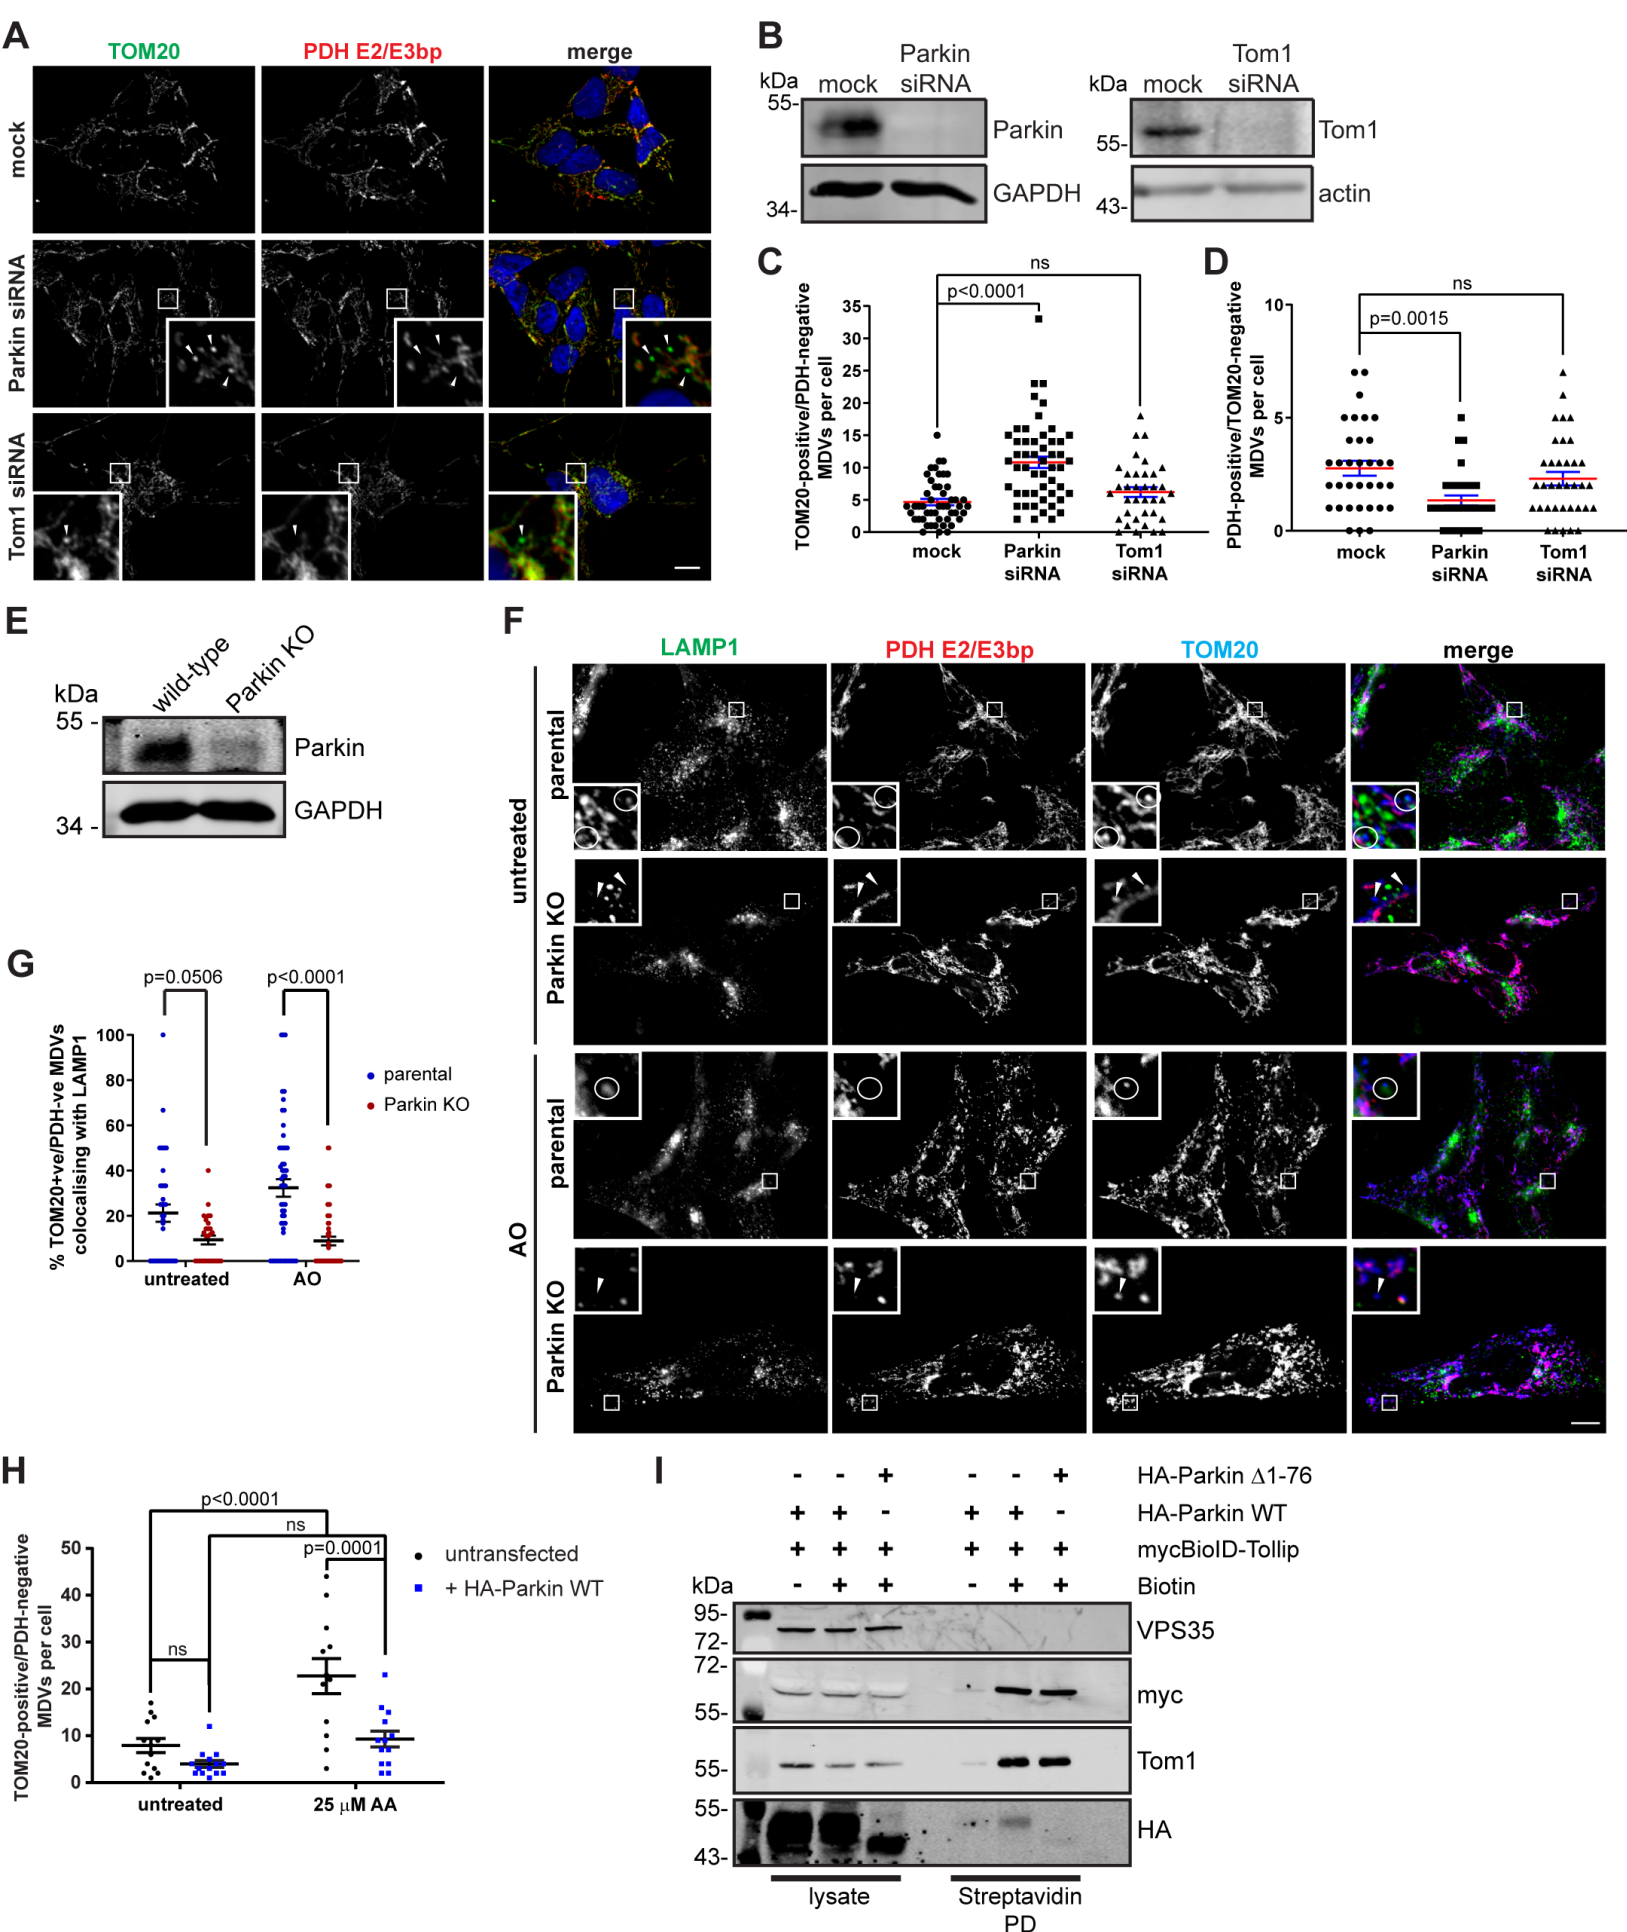 A
TOM20
PDH E2/E3bp
merge
mock
Parkin siRNA
Tom1 siRNA
B
Parkin
kDa mock siRNA
55-
Parkin
GAPDH
34-
Tom1
kDa mock siRNA
Tom1
55-
actin
43-
C
ns
p<0.0001
TOM20-positive/PDH-negative
MDVs per cell
35
30
25
20
15
10
5
0
mock
Parkin
siRNA
Tom1
siRNA
D
ns
p=0.0015
PDH-positive/TOM20-negative
MDVs per cell
10
5
0
mock
Parkin
siRNA
Tom1
siRNA
E
wild-type
Parkin KO
kDa
55 -
Parkin
GAPDH
34 -
F
LAMP1
PDH E2/E3bp
TOM20
merge
untreated
parental
Parkin KO
AO
parental
Parkin KO
G
p=0.0506
p<0.0001
% TOM20+ve/PDH-ve MDVs
colocalising with LAMP1
100
80
60
40
20
0
untreated
AO
parental
Parkin KO
H
p<0.0001
ns
p=0.0001
ns
TOM20-positive/PDH-negative
MDVs per cell
50
40
30
20
10
0
untreated
25 μM AA
untransfected
+ HA-Parkin WT
I
- - + - - + HA-Parkin Δ1-76
+ + - + + - HA-Parkin WT
+ + + + + + mycBioID-Tollip
- + + - + + Biotin
kDa
95-
72-
VPS35
72-
55-
myc
55-
Tom1
55-
43-
HA
lysate
Streptavidin
PD